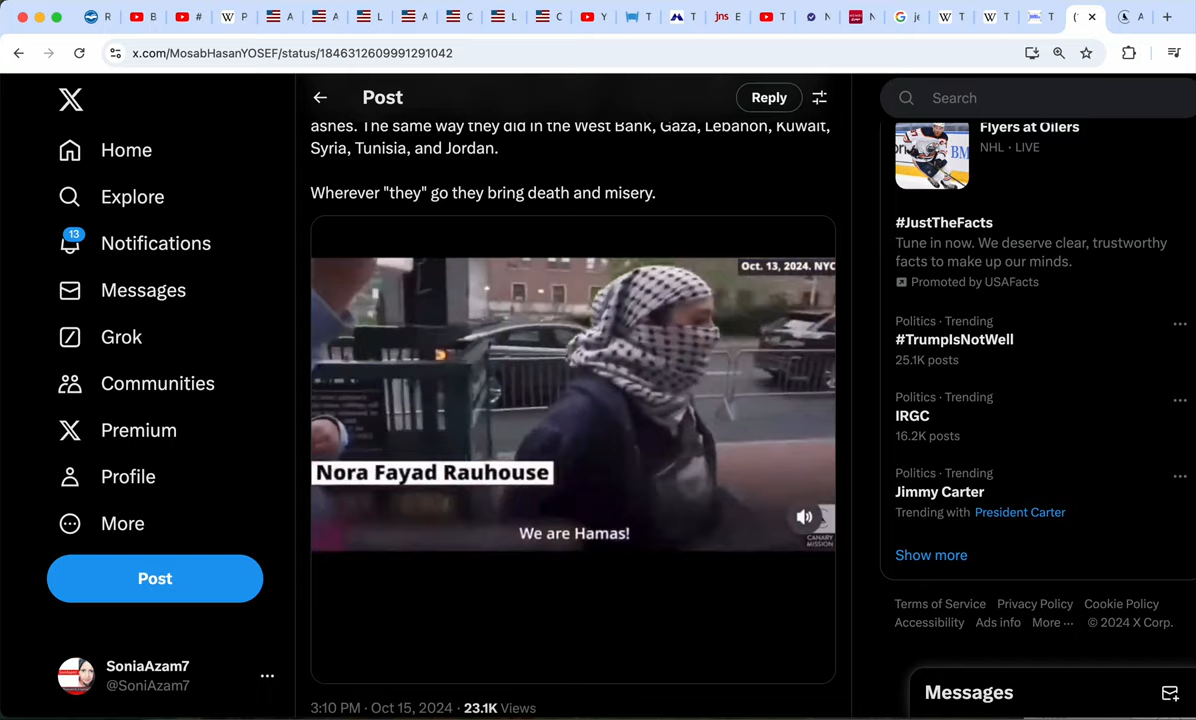 R
B
#
P
A
A
L
A
C
L
C
Y
T
T
E
T
N
N
je
T
T
T
(
A
x.com/MosabHasanYOSEF/status/1846312609991291042
Post
Reply
Search
Home
Explore
13
Notifications
Messages
Grok
Communities
Premium
Profile
More
Post
SoniaAzam7
@SoniAzam7
ashes. The same way they did in the West Bank, Gaza, Lebanon, Kuwait,
Syria, Tunisia, and Jordan.
Wherever "they" go they bring death and misery.
Oct. 13, 2024. NYC
Nora Fayad Rauhouse
We are Hamas!
CANARY
MISSION
3:10 PM · Oct 15, 2024 · 23.1K Views
Flyers at Oilers
NHL · LIVE
#JustTheFacts
Tune in now. We deserve clear, trustworthy
facts to make up our minds.
Promoted by USAFacts
Politics · Trending
#TrumpIsNotWell
25.1K posts
Politics · Trending
IRGC
16.2K posts
Politics · Trending
Jimmy Carter
Trending with President Carter
Show more
Terms of Service Privacy Policy Cookie Policy
Accessibility Ads info More ··· © 2024 X Corp.
Messages